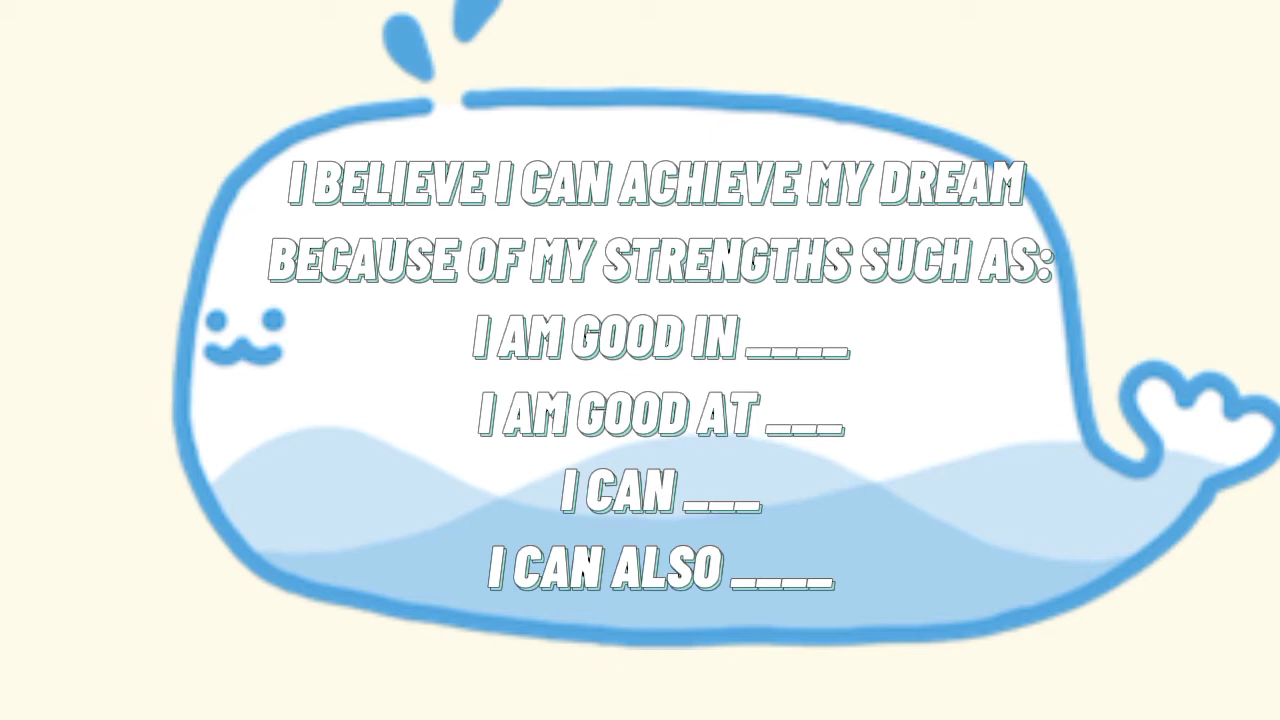 I BELIEVE I CAN ACHIEVE MY DREAM
BECAUSE OF MY STRENGTHS SUCH AS:
I AM GOOD IN ____
I AM GOOD AT ___
I CAN ___
I CAN ALSO ____